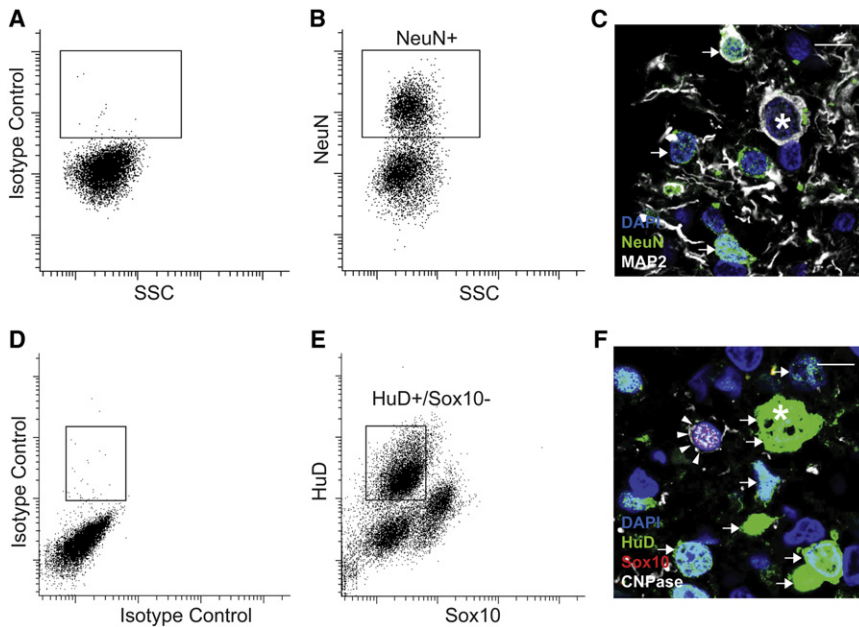 A
Isotype Control
SSC
B
NeuN+
NeuN
SSC
C
*
DAPI
NeuN
MAP2
D
Isotype Control
Isotype Control
E
HuD+/Sox10-
HuD
Sox10
F
*
DAPI
HuD
Sox10
CNPase